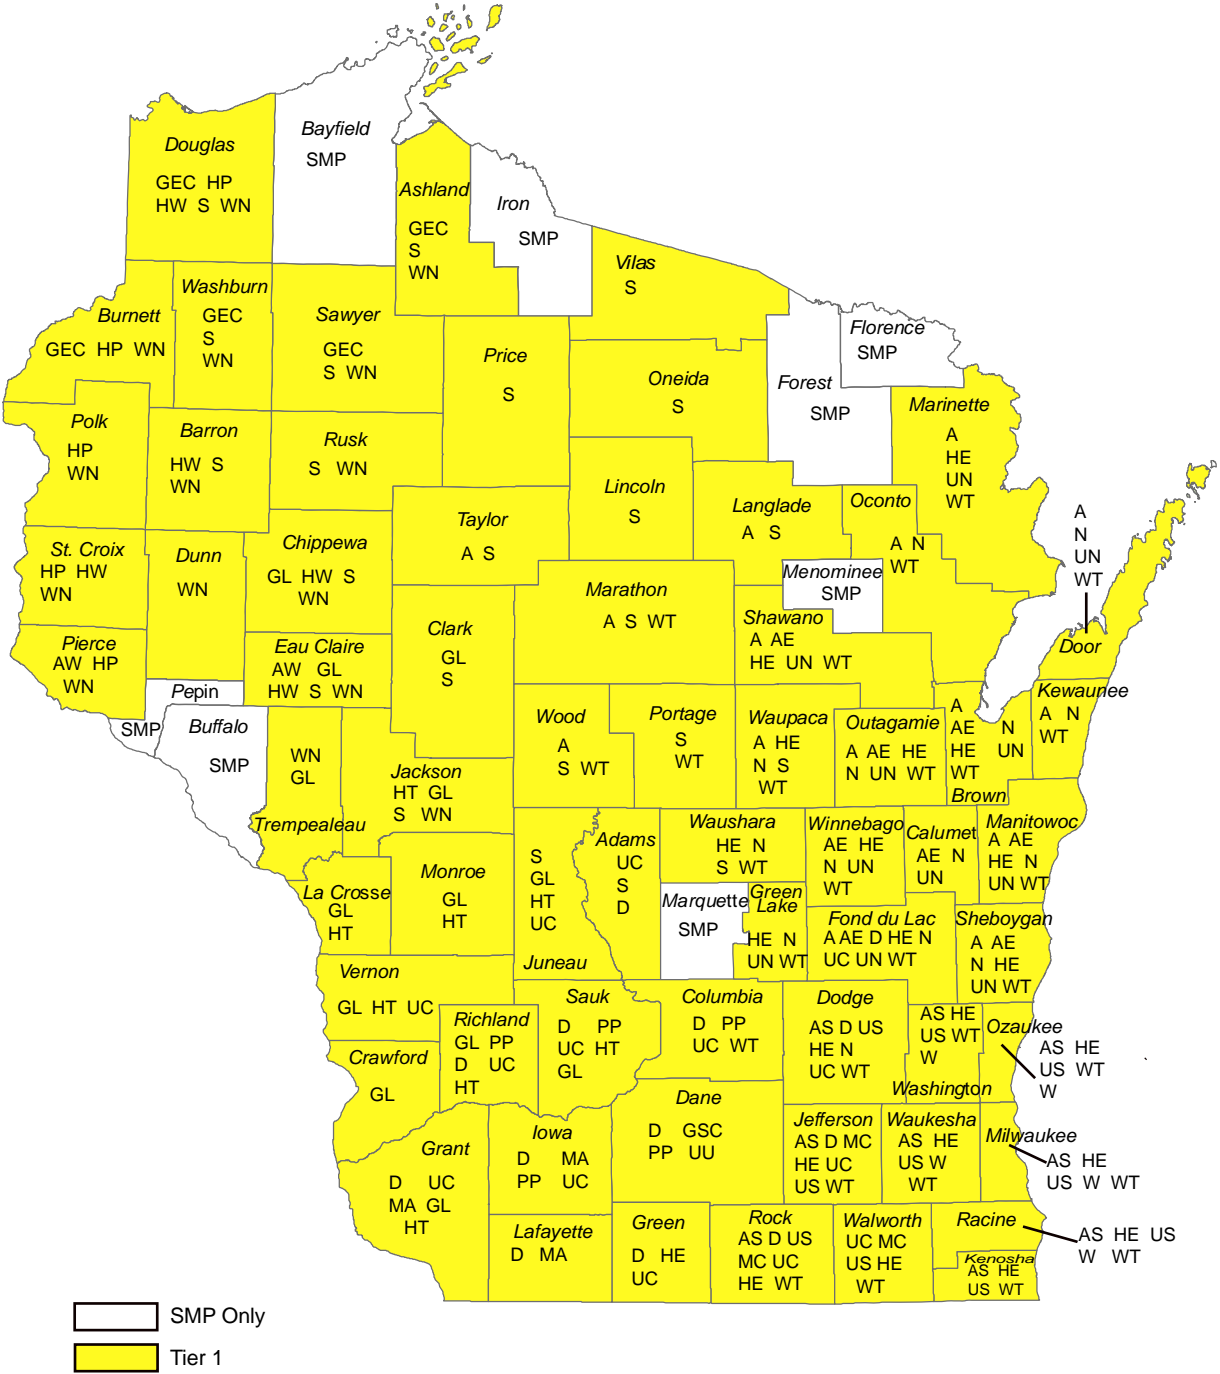 Douglas
GEC HP
HW S WN
Bayfield
SMP
Ashland
GEC
S
WN
Iron
SMP
Vilas
S
Burnett
GEC HP WN
Washburn
GEC
S
WN
Sawyer
GEC
S WN
Price
S
Oneida
S
Forest
SMP
Florence
SMP
Marinette
A
HE
UN
WT
Polk
HP
WN
Barron
HW S
WN
Rusk
S WN
Lincoln
S
Langlade
A S
Oconto
A N
WT
Taylor
A S
St. Croix
HP HW
WN
Dunn
WN
Chippewa
GL HW S
WN
Clark
GL
S
Marathon
A S WT
Menominee
SMP
Shawano
A AE
HE UN WT
A
N
UN
WT
Door
Pierce
AW HP
WN
Pepin
SMP
Eau Claire
AW GL
HW S WN
Buffalo
SMP
WN
GL
Trempealeau
Jackson
HT GL
S WN
Wood
A
S WT
Portage
S
WT
Waupaca
A HE
N S
WT
Outagamie
A AE HE
N UN WT
A
AE N
HE UN
WT
Brown
Kewaunee
A N
WT
La Crosse
GL
HT
Monroe
GL
HT
S
GL
HT
UC
Juneau
Adams
UC
S
D
Waushara
HE N
S WT
Marquette
SMP
Green
Lake
HE N
UN WT
Winnebago
AE HE
N UN
WT
Calumet
AE N
UN
Manitowoc
A AE
HE N
UN WT
Fond du Lac
A AE D HE N
UC UN WT
Sheboygan
A AE
N HE
UN WT
Vernon
GL HT UC
Richland
GL PP
D UC
HT
Sauk
D PP
UC HT
GL
Columbia
D PP
UC WT
Dodge
AS D US
HE N
UC WT
AS HE
US WT
W
Washington
Ozaukee
AS HE
US WT
W
Crawford
GL
Grant
D UC
MA GL
HT
Iowa
D MA
PP UC
Dane
D GSC
PP UU
Jefferson
AS D MC
HE UC
US WT
Waukesha
AS HE
US W
WT
Milwaukee
AS HE
US W WT
Lafayette
D MA
Green
D HE
UC
Rock
AS D US
MC UC
HE WT
Walworth
UC MC
US HE
WT
Racine
AS HE US
W WT
Kenosha
AS HE
US WT
SMP Only
Tier 1